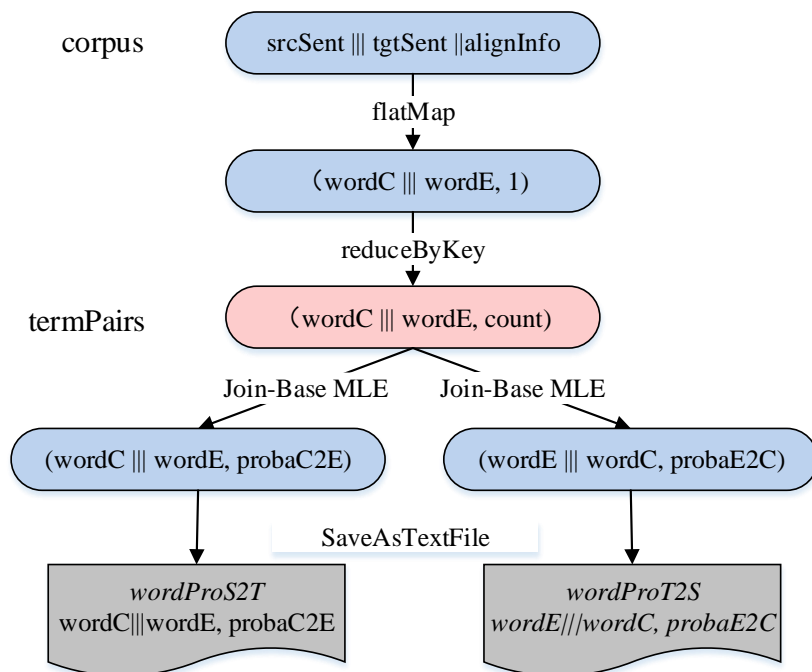 corpus
srcSent ||| tgtSent ||alignInfo
flatMap
（wordC ||| wordE, 1)
reduceByKey
termPairs
（wordC ||| wordE, count)
Join-Base MLE
Join-Base MLE
(wordC ||| wordE, probaC2E)
(wordE ||| wordC, probaE2C)
SaveAsTextFile
wordProS2T
wordC|||wordE, probaC2E
wordProT2S
wordE|||wordC, probaE2C